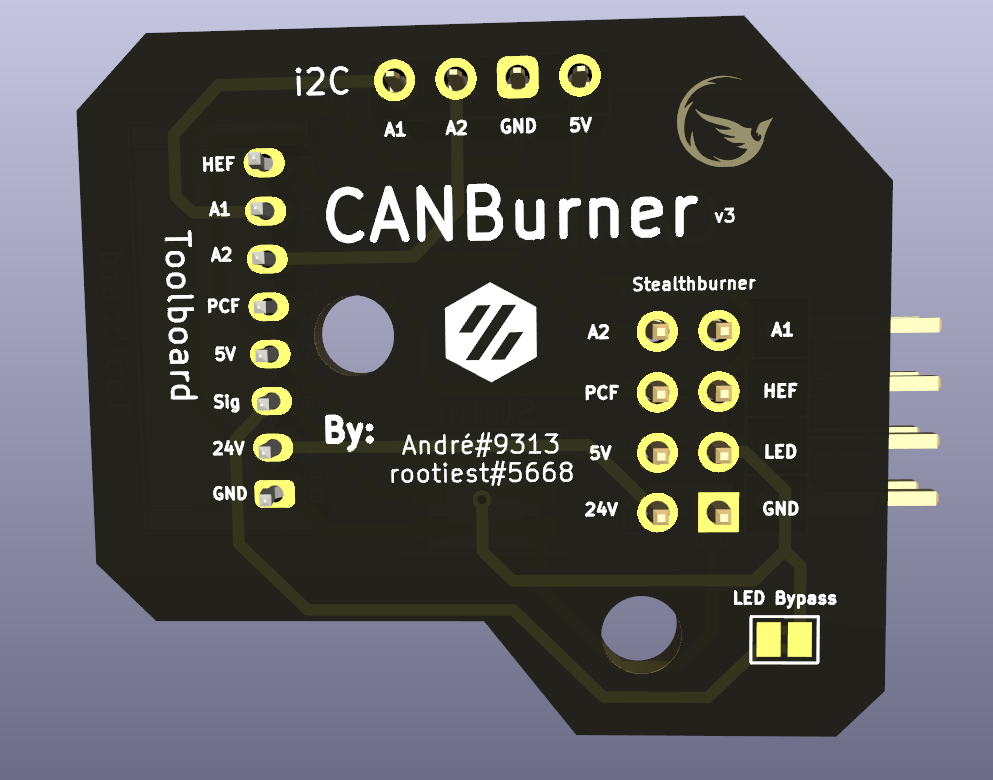 i2C
A1 A2 GND 5V
HEF
A1
A2
PCF
5V
Sig
24V
GND
Toolboard
CANBurner v3
Stealthburner
A2 A1
PCF HEF
5V LED
24V GND
By:
André#9313
rootiest#5668
LED Bypass